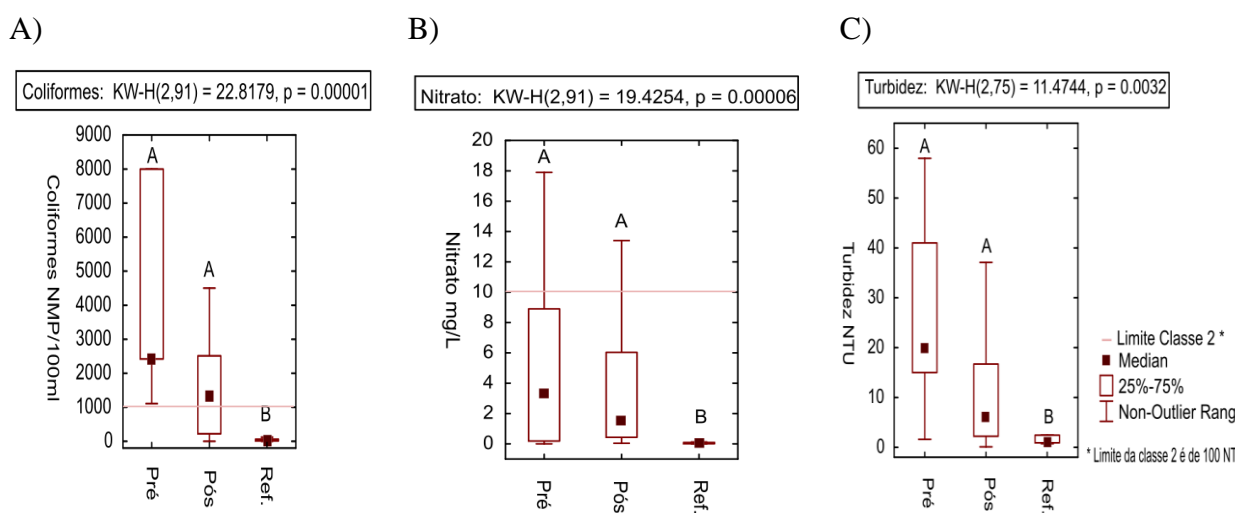 A)
Coliformes: KW-H(2,91) = 22.8179, p = 0.00001
Coliformes NMP/100ml
9000
8000
7000
6000
5000
4000
3000
2000
1000
0
A
A
B
Pré
Pós
Ref.
B)
Nitrato: KW-H(2,91) = 19.4254, p = 0.00006
Nitrato mg/L
20
18
16
14
12
10
8
6
4
2
0
A
A
B
Pré
Pós
Ref.
C)
Turbidez: KW-H(2,75) = 11.4744, p = 0.0032
Turbidez NTU
60
50
40
30
20
10
0
A
A
B
Pré
Pós
Ref.
Limite Classe 2 *
Median
25%-75%
Non-Outlier Rang
* Limite da classe 2 é de 100 NT